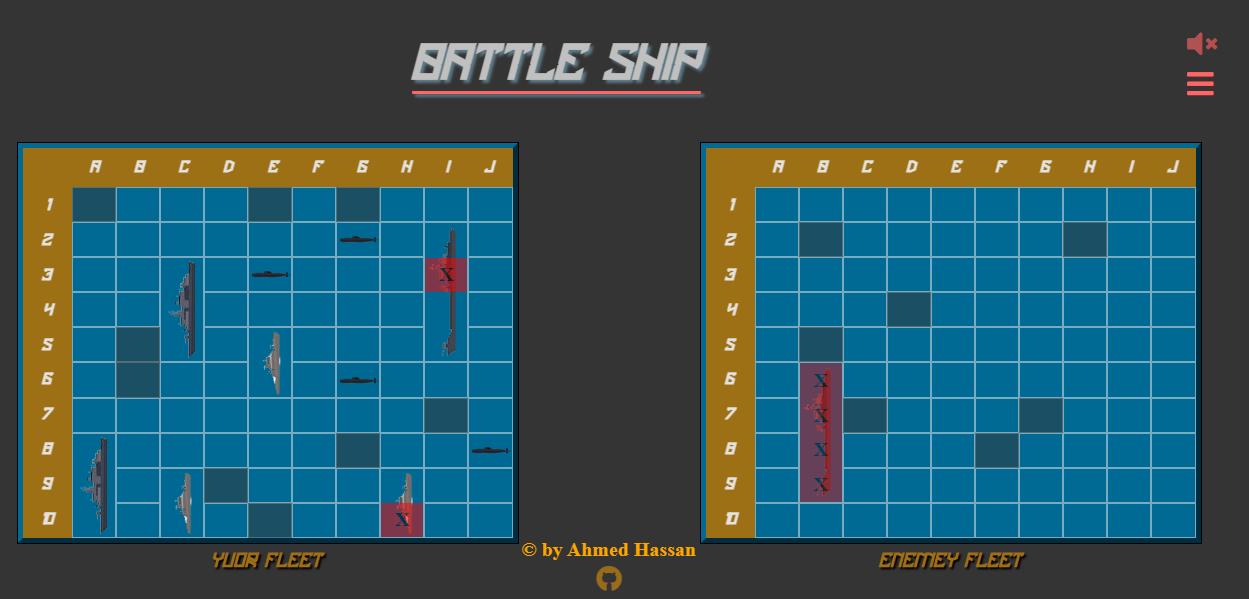 BATTLE SHIP
A B C D E F G H I J
1
2
3
X
4
5
6
7
8
9
10
X
YUOR FLEET
A B C D E F G H I J
1
2
3
4
5
6
X
7
X
8
X
9
X
10
ENEMEY FLEET
© by Ahmed Hassan